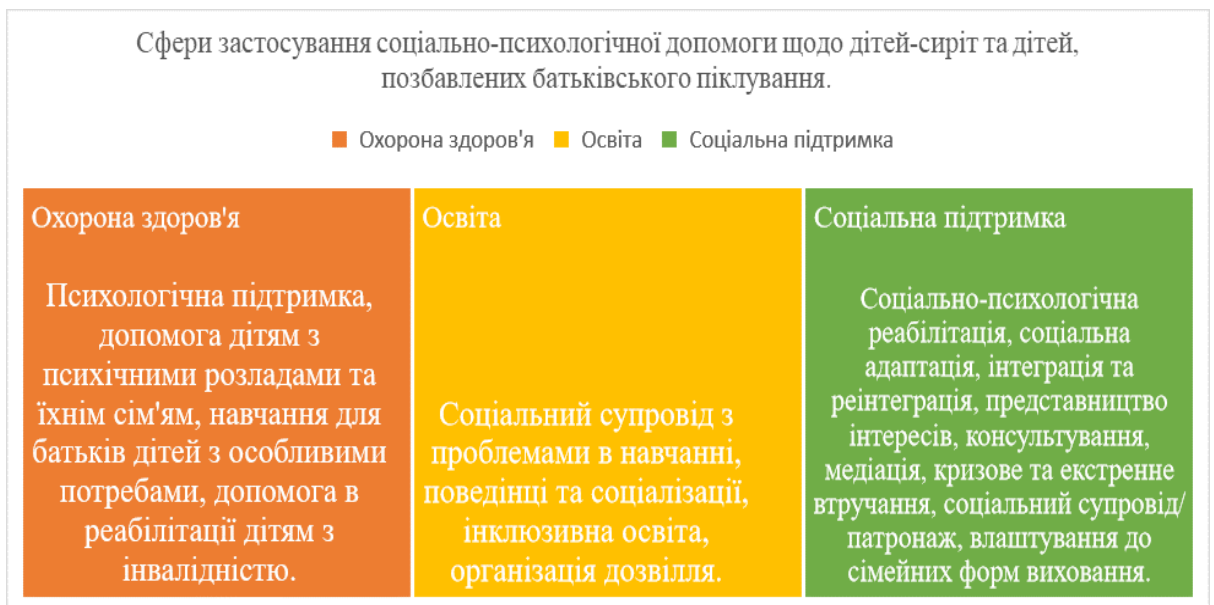 Сфери застосування соціально-психологічної допомоги щодо дітей-сиріт та дітей,
позбавлених батьківського піклування.
Охорона здоров'я Освіта Соціальна підтримка
Охорона здоров'я
Психологічна підтримка,
допомога дітям з
психічними розладами та
їхнім сім'ям, навчання для
батьків дітей з особливими
потребами, допомога в
реабілітації дітям з
інвалідністю.
Освіта
Соціальний супровід з
проблемами в навчанні,
поведінці та соціалізації,
інклюзивна освіта,
організація дозвілля.
Соціальна підтримка
Соціально-психологічна
реабілітація, соціальна
адаптація, інтеграція та
реінтеграція, представництво
інтересів, консультування,
медіація, кризове та екстренне
втручання, соціальний супровід/
патронаж, влаштування до
сімейних форм виховання.